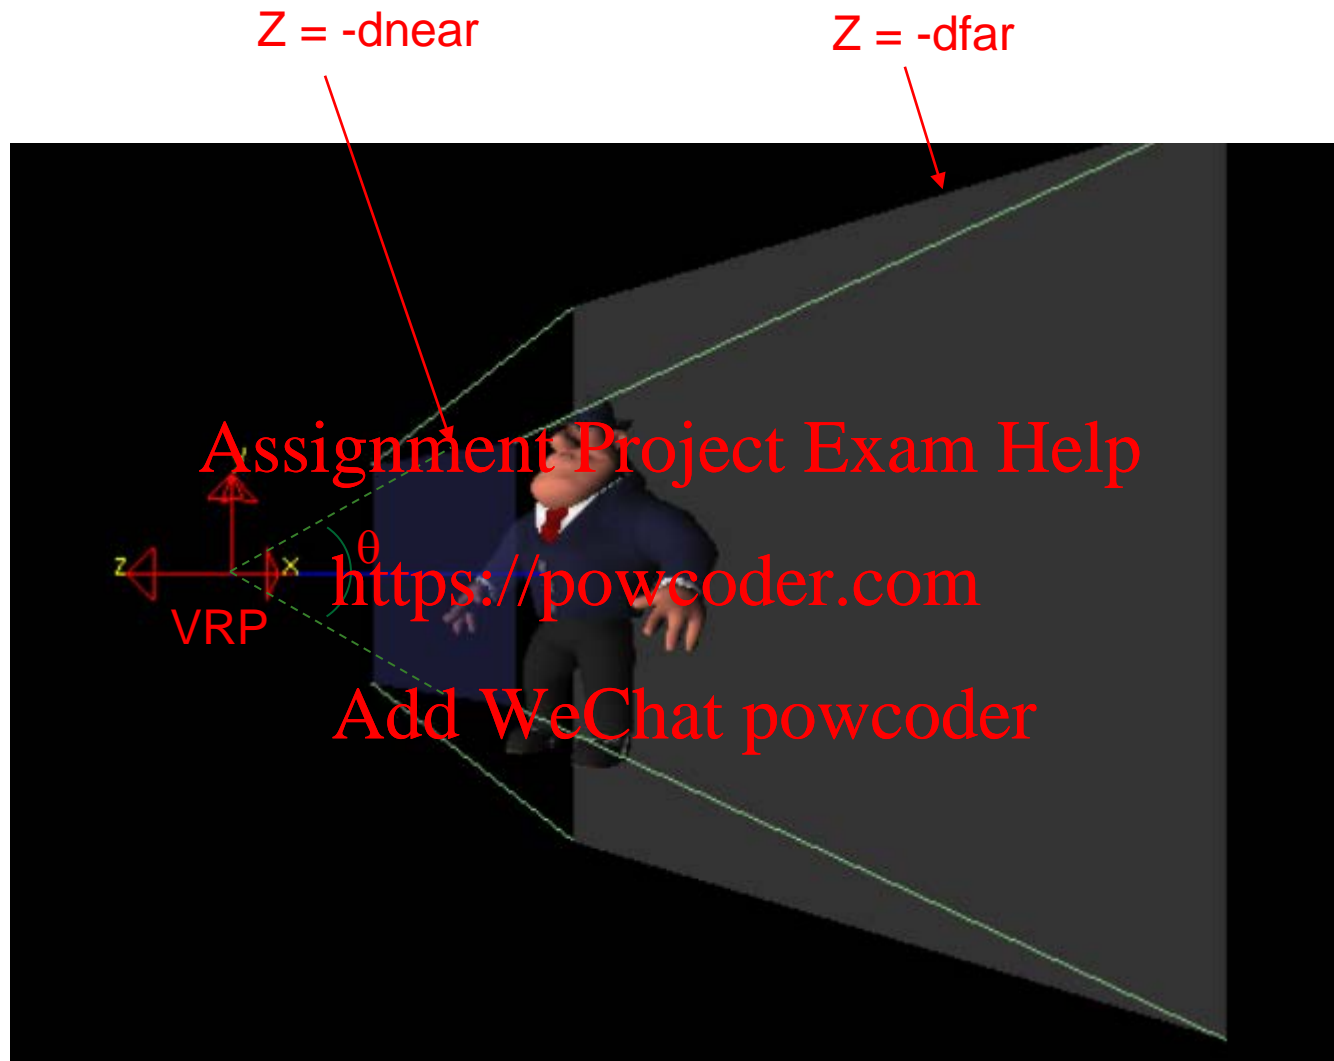 Z = -dnear
Z = -dfar
Assignment Project Exam Help
y
θ
Z
X
https://powcoder.com
VRP
Add WeChat powcoder